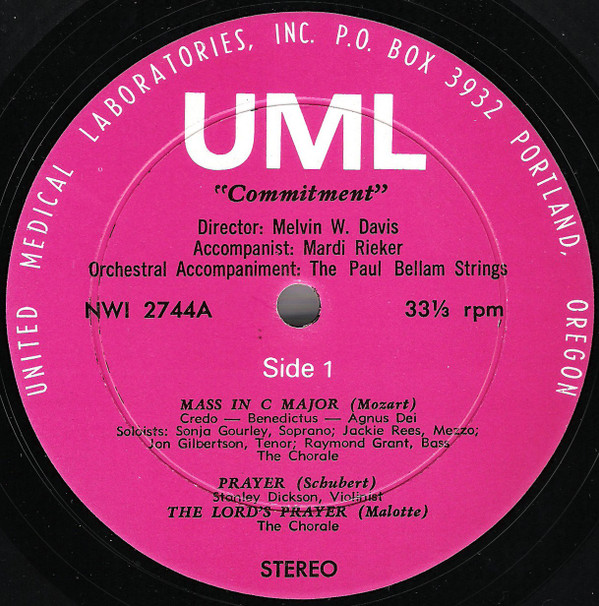 UNITED MEDICAL LABORATORIES, INC. P.O. BOX 3932 PORTLAND, OREGON
UML
"Commitment"
Director: Melvin W. Davis
Accompanist: Mardi Rieker
Orchestral Accompaniment: The Paul Bellam Strings
NWI 2744A 33⅓ rpm
Side 1
MASS IN C MAJOR (Mozart)
Credo — Benedictus — Agnus Dei
Soloists: Sonja Gourley, Soprano; Jackie Rees, Mezzo;
Jon Gilbertson, Tenor; Raymond Grant, Bass
The Chorale
PRAYER (Schubert)
Stanley Dickson, Violinist
THE LORD'S PRAYER (Malotte)
The Chorale
STEREO